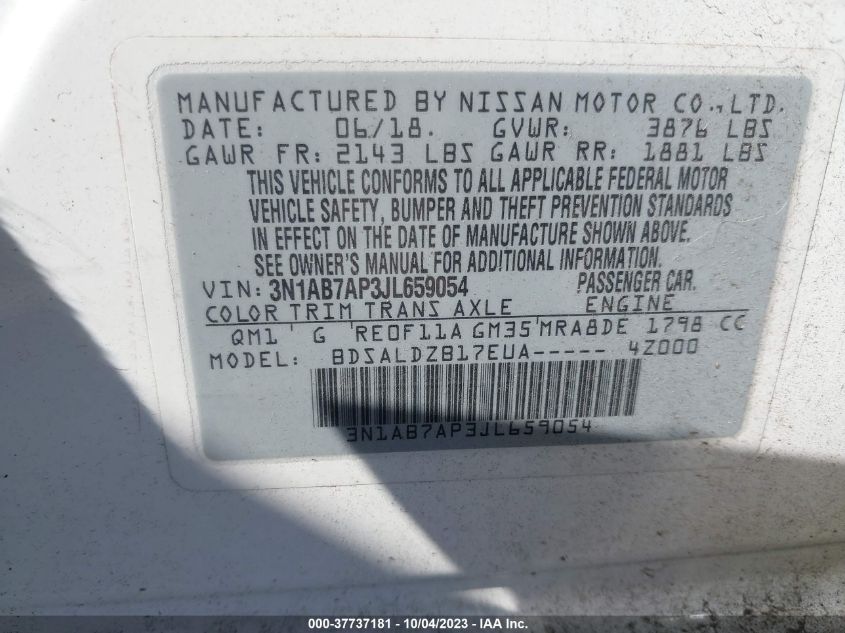 MANUFACTURED BY NISSAN MOTOR CO.,LTD.
DATE: 06/18. GVWR: 3876 LBS
GAWR FR: 2143 LBS GAWR RR: 1881 LBS
THIS VEHICLE CONFORMS TO ALL APPLICABLE FEDERAL MOTOR
VEHICLE SAFETY, BUMPER AND THEFT PREVENTION STANDARDS
IN EFFECT ON THE DATE OF MANUFACTURE SHOWN ABOVE.
SEE OWNER'S MANUAL FOR ADDITIONAL INFORMATION.
VIN: 3N1AB7AP3JL659054 PASSENGER CAR.
COLOR TRIM TRANS AXLE ENGINE
QM1 G RE0F11A GM35 MRA8DE 1798 CC
MODEL: BDSALDZB17EUA----- 4Z000
3N1AB7AP3JL659054
000-37737181 - 10/04/2023 - IAAI Auctions Inc.